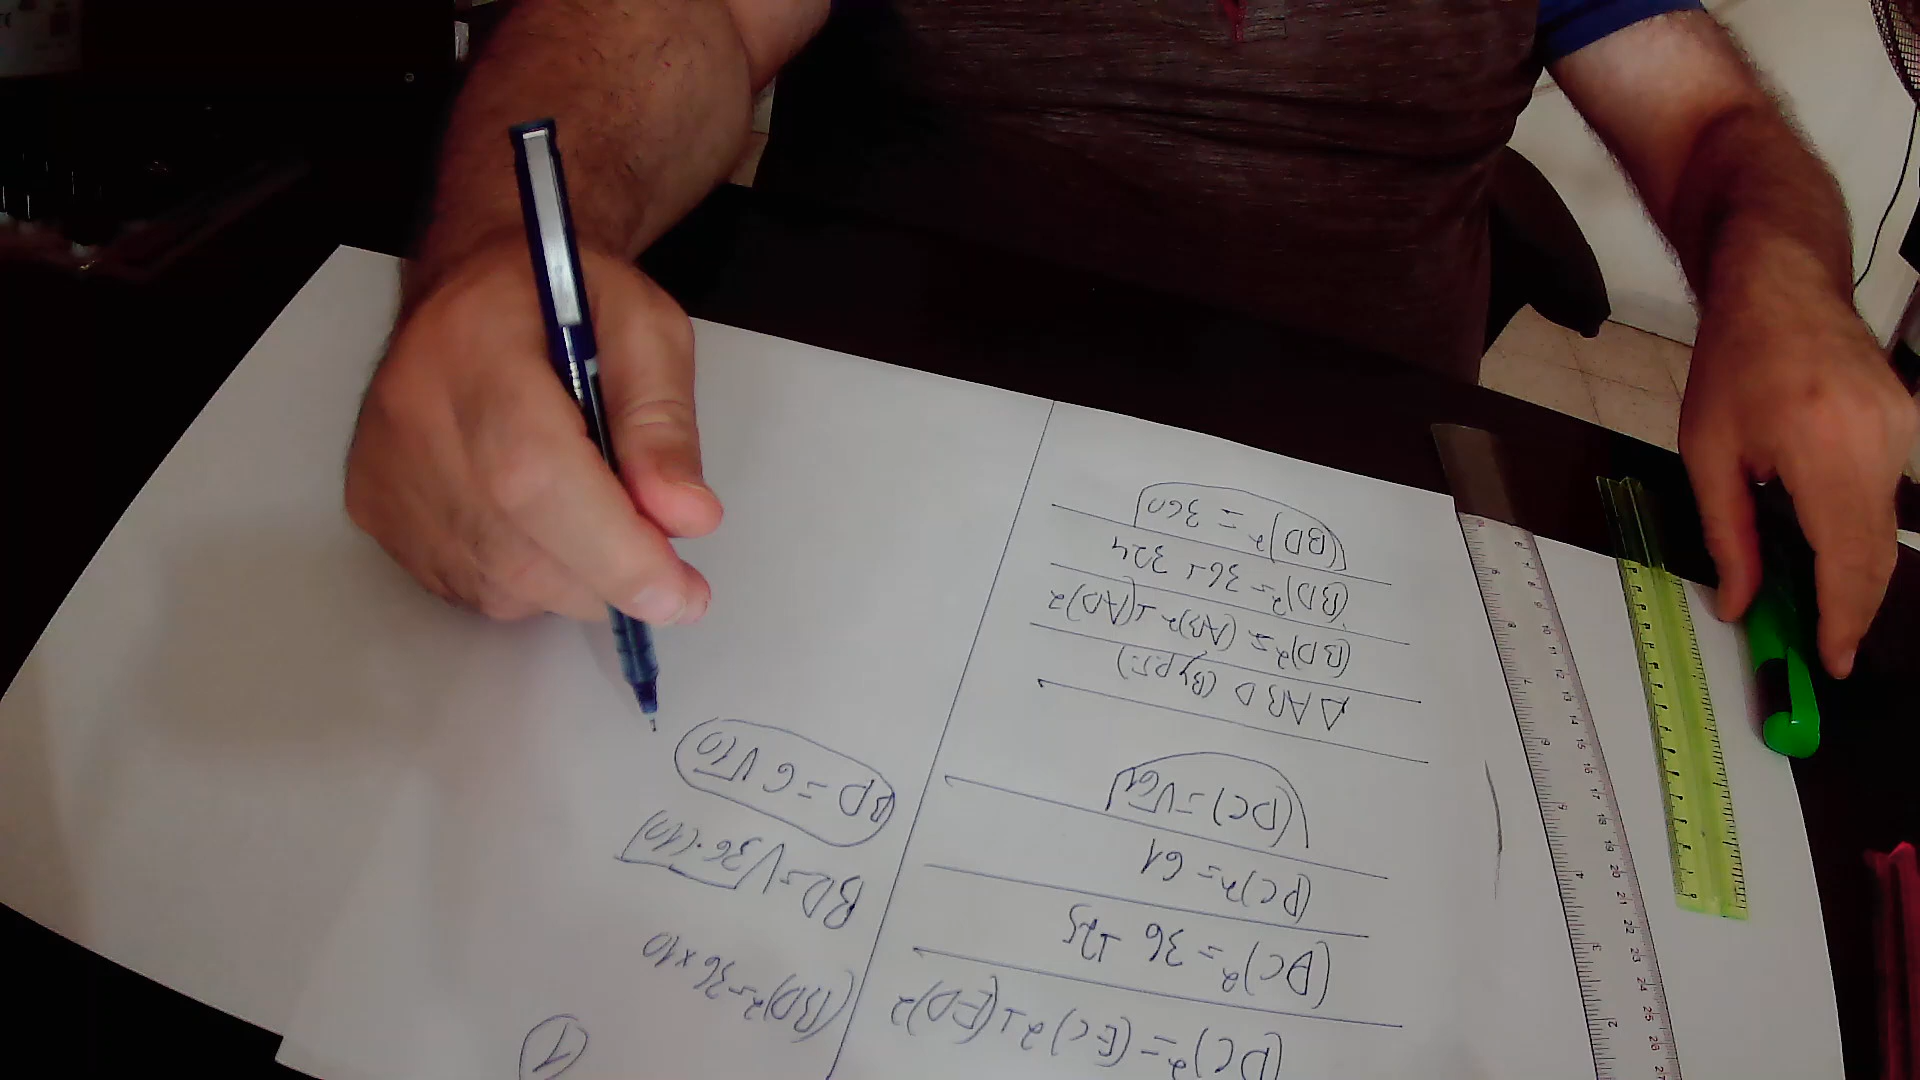 (DC)² = (EC)² + (ED)²
(DC)² = 36 + 25
(DC)² = 61
(DC) = √61
△ABD (By P.E)
(BD)² = (AB)² + (AD)²
(BD)² = 36 + 324
(BD)² = 360
1
(BD)² = 36 × 10
BD = √36·(10)
BD = 6√10